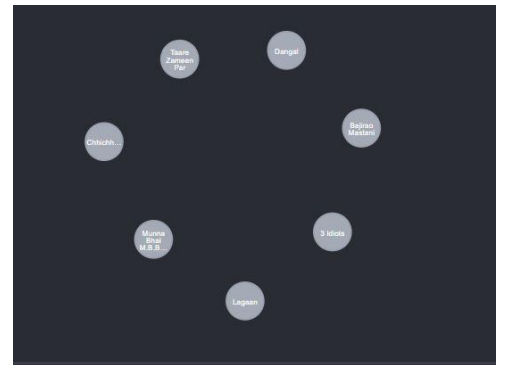 Taare
Zameen
Par
Dangal
Bajirao
Mastani
Chhichh...
Munna
Bhai
M.B.B...
3 Idiots
Lagaan